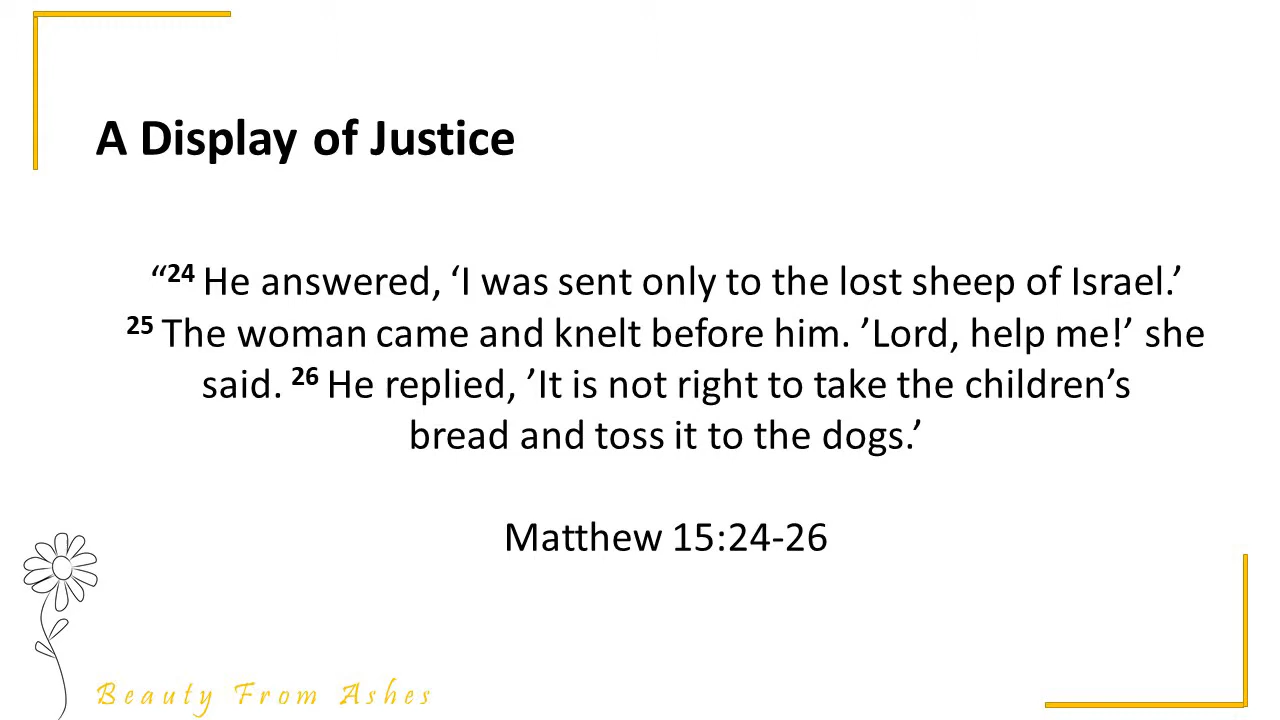 A Display of Justice
“24 He answered, ‘I was sent only to the lost sheep of Israel.’
25 The woman came and knelt before him. ’Lord, help me!’ she
said. 26 He replied, ’It is not right to take the children’s
bread and toss it to the dogs.’
Matthew 15:24-26
Beauty From Ashes